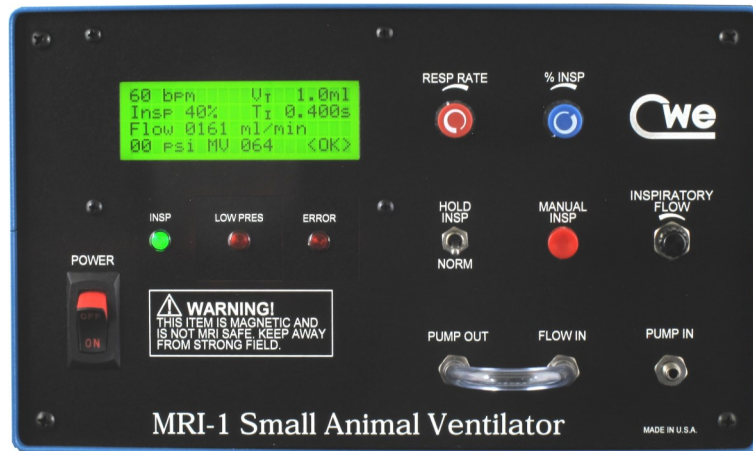 60 bpm VT 1.0ml
Insp 40% TI 0.400s
Flow 0161 ml/min
00 psi MV 064 <OK>
RESP RATE
% INSP
CWe
INSP
LOW PRES
ERROR
HOLD
INSP
NORM
MANUAL
INSP
INSPIRATORY
FLOW
POWER
OFF
ON
WARNING!
THIS ITEM IS MAGNETIC AND
IS NOT MRI SAFE. KEEP AWAY
FROM STRONG FIELD.
PUMP OUT
FLOW IN
PUMP IN
MRI-1 Small Animal Ventilator
MADE IN U.S.A.